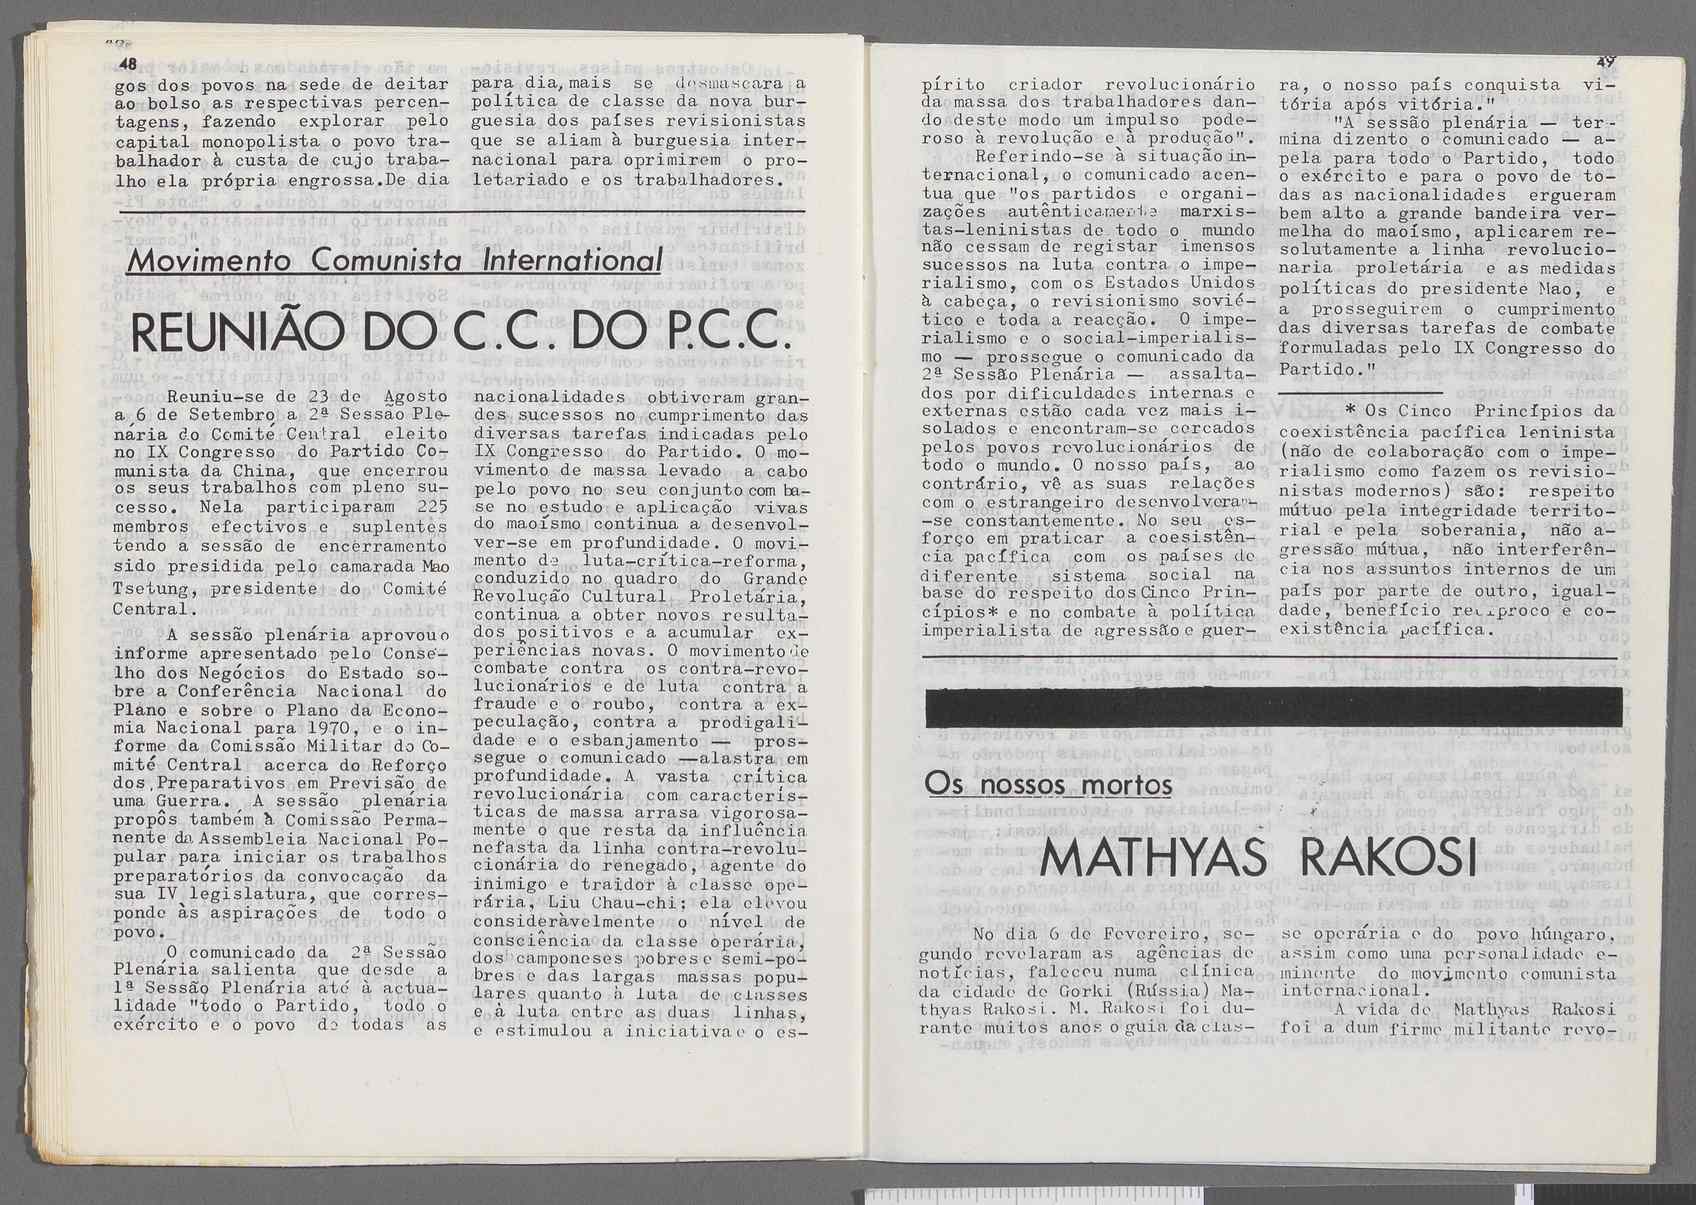 48
gos dos povos na sede de deitar
ao bolso as respectivas percen-
tagens, fazendo explorar pelo
capital monopolista o povo tra-
balhador à custa de cujo traba-
lho ela própria engrossa.De dia
para dia,mais se desmascara a
política de classe da nova bur-
guesia dos países revisionistas
que se aliam à burguesia inter-
nacional para oprimirem o pro-
letariado e os trabalhadores.
Movimento Comunista International
REUNIÃO DO C.C. DO P.C.C.
Reuniu-se de 23 de Agosto
a 6 de Setembro a 2ª Sessão Ple-
nária do Comité Central eleito
no IX Congresso do Partido Co-
munista da China, que encerrou
os seus trabalhos com pleno su-
cesso. Nela participaram 225
membros efectivos e suplentes
tendo a sessão de encerramento
sido presidida pelo camarada Mao
Tsetung, presidente do Comité
Central.
A sessão plenária aprovou o
informe apresentado pelo Conse-
lho dos Negócios do Estado so-
bre a Conferência Nacional do
Plano e sobre o Plano da Econo-
mia Nacional para 1970, e o in-
forme da Comissão Militar do Co-
mité Central acerca do Reforço
dos Preparativos em Previsão de
uma Guerra. A sessão plenária
propôs também à Comissão Perma-
nente da Assembleia Nacional Po-
pular para iniciar os trabalhos
preparatórios da convocação da
sua IV legislatura, que corres-
ponde às aspirações de todo o
povo.
O comunicado da 2ª Sessão
Plenária salienta que desde a
1ª Sessão Plenária até à actua-
lidade "todo o Partido, todo o
exército e o povo de todas as
nacionalidades obtiveram gran-
des sucessos no cumprimento das
diversas tarefas indicadas pelo
IX Congresso do Partido. O mo-
vimento de massa levado a cabo
pelo povo no seu conjunto com ba-
se no estudo e aplicação vivas
do maoísmo continua a desenvol-
ver-se em profundidade. O movi-
mento de luta-crítica-reforma,
conduzido no quadro do Grande
Revolução Cultural Proletária,
continua a obter novos resulta-
dos positivos e a acumular ex-
periências novas. O movimento de
combate contra os contra-revo-
lucionários e de luta contra a
fraude e o roubo, contra a ex-
peculação, contra a prodigali-
dade e o esbanjamento — pros-
segue o comunicado —alastra em
profundidade. A vasta crítica
revolucionária com caracterís-
ticas de massa arrasa vigorosa-
mente o que resta da influência
nefasta da linha contra-revolu-
cionária do renegado, agente do
inimigo e traidor à classe ope-
rária, Liu Chau-chi; ela elevou
consideràvelmente o nível de
consciência da classe operária,
dos camponeses pobres e semi-po-
bres e das largas massas popu-
lares quanto à luta de classes
e à luta entre as duas linhas,
e estimulou a iniciativa e o es-
49
pírito criador revolucionário
da massa dos trabalhadores dan-
do deste modo um impulso pode-
roso à revolução e à produção".
Referindo-se à situação in-
ternacional, o comunicado acen-
tua que "os partidos e organi-
zações autênticamente marxis-
tas-leninistas de todo o mundo
não cessam de registar imensos
sucessos na luta contra o impe-
rialismo, com os Estados Unidos
à cabeça, o revisionismo sovié-
tico e toda a reacção. O impe-
rialismo e o social-imperialis-
mo — prossegue o comunicado da
2ª Sessão Plenária — assalta-
dos por dificuldades internas e
externas estão cada vez mais i-
solados e encontram-se cercados
pelos povos revolucionários de
todo o mundo. O nosso país, ao
contrário, vê as suas relações
com o estrangeiro desenvolveram-
-se constantemente. No seu es-
forço em praticar a coesistên-
cia pacífica com os países de
diferente sistema social na
base do respeito dos Cinco Prin-
cípios* e no combate à política
imperialista de agressão e guer-
ra, o nosso país conquista vi-
tória após vitória."
"A sessão plenária — ter-
mina dizento o comunicado — a-
pela para todo o Partido, todo
o exército e para o povo de to-
das as nacionalidades ergueram
bem alto a grande bandeira ver-
melha do maoísmo, aplicarem re-
solutamente a linha revolucio-
naria proletária e as medidas
políticas do presidente Mao, e
a prosseguirem o cumprimento
das diversas tarefas de combate
formuladas pelo IX Congresso do
Partido."
* Os Cinco Princípios da
coexistência pacífica leninista
(não de colaboração com o impe-
rialismo como fazem os revisio-
nistas modernos) são: respeito
mútuo pela integridade territo-
rial e pela soberania, não a-
gressão mútua, não interferên-
cia nos assuntos internos de um
país por parte de outro, igual-
dade, benefício recíproco e co-
existência pacífica.
Os nossos mortos
MATHYAS RAKOSI
No dia 6 de Fevereiro, se-
gundo revelaram as agências de
notícias, faleceu numa clínica
da cidade de Gorki (Rússia) Ma-
thyas Rakosi. M. Rakosi foi du-
rante muitos anos o guia da clas-
se operária e do povo húngaro,
assim como uma personalidade e-
minente do movimento comunista
internacional.
A vida de Mathyas Rakosi
foi a dum firme militante revo-